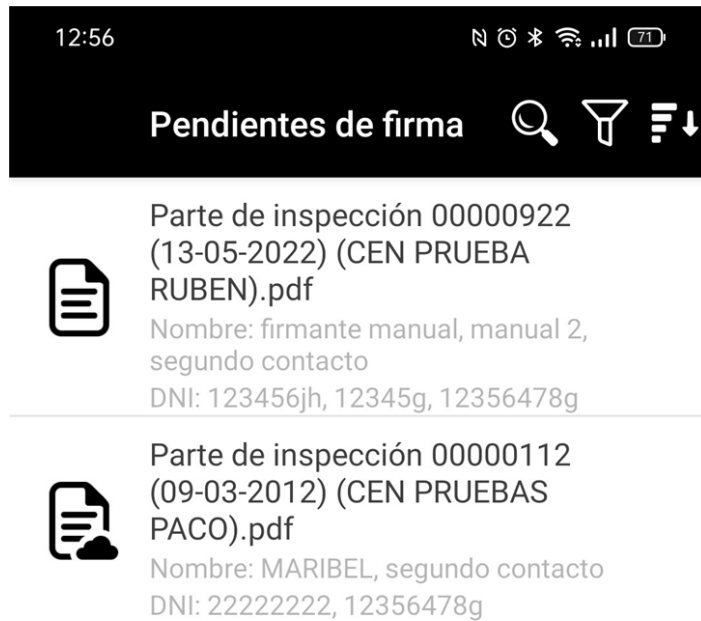 12:56
71
Pendientes de firma
Parte de inspección 00000922
(13-05-2022) (CEN PRUEBA
RUBEN).pdf
Nombre: firmante manual, manual 2,
segundo contacto
DNI: 123456jh, 12345g, 12356478g
Parte de inspección 00000112
(09-03-2012) (CEN PRUEBAS
PACO).pdf
Nombre: MARIBEL, segundo contacto
DNI: 22222222, 12356478g